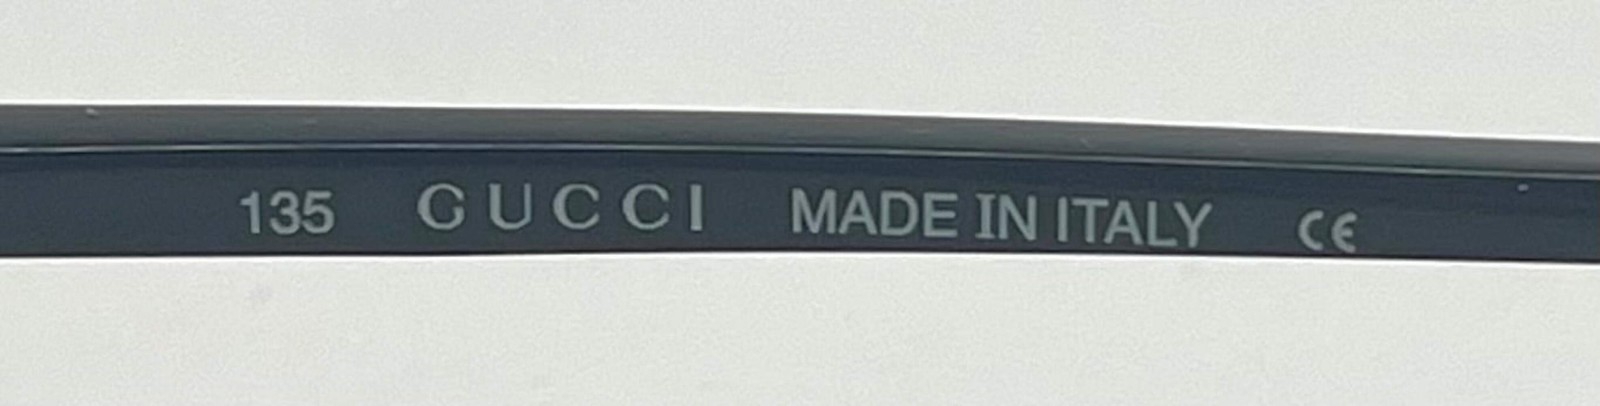 135 GUCCI MADE IN ITALY CE